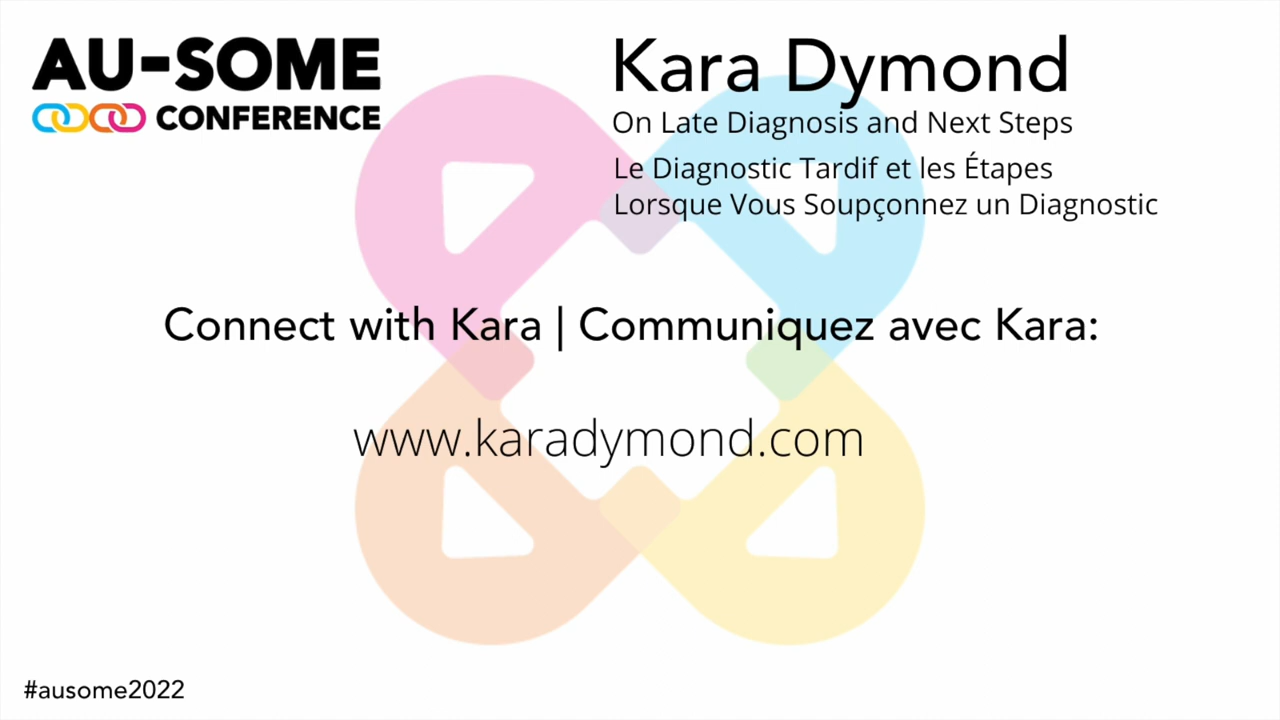 AU-SOME
CONFERENCE
Kara Dymond
On Late Diagnosis and Next Steps
Le Diagnostic Tardif et les Étapes
Lorsque Vous Soupçonnez un Diagnostic
Connect with Kara | Communiquez avec Kara:
www.karadymond.com
#ausome2022